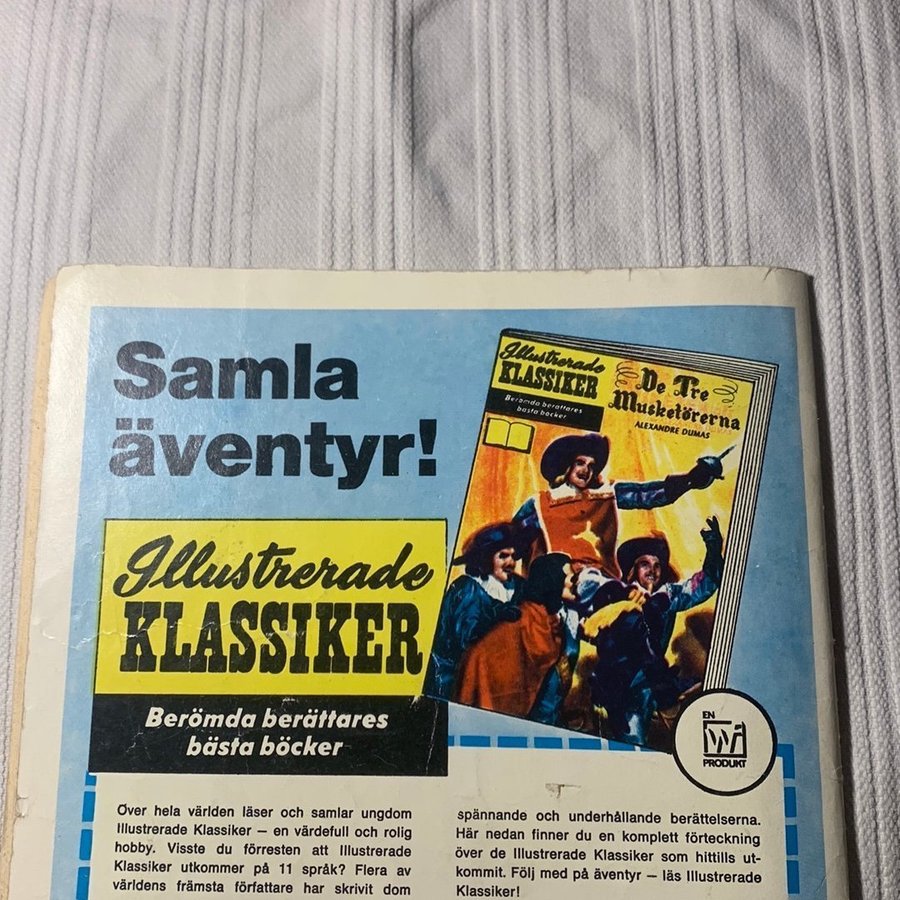 Samla
äventyr!
Illustrerade
KLASSIKER
Berömda berättares
bästa böcker
Illustrerade
KLASSIKER
Berömda berättares
bästa böcker
De Tre
Musketörerna
ALEXANDRE DUMAS
EN
Wi
PRODUKT
Över hela världen läser och samlar ungdom
Illustrerade Klassiker – en värdefull och rolig
hobby. Visste du förresten att Illustrerade
Klassiker utkommer på 11 språk? Flera av
världens främsta författare har skrivit dom
spännande och underhållande berättelserna.
Här nedan finner du en komplett förteckning
över de Illustrerade Klassiker som hittills ut-
kommit. Följ med på äventyr – läs Illustrerade
Klassiker!